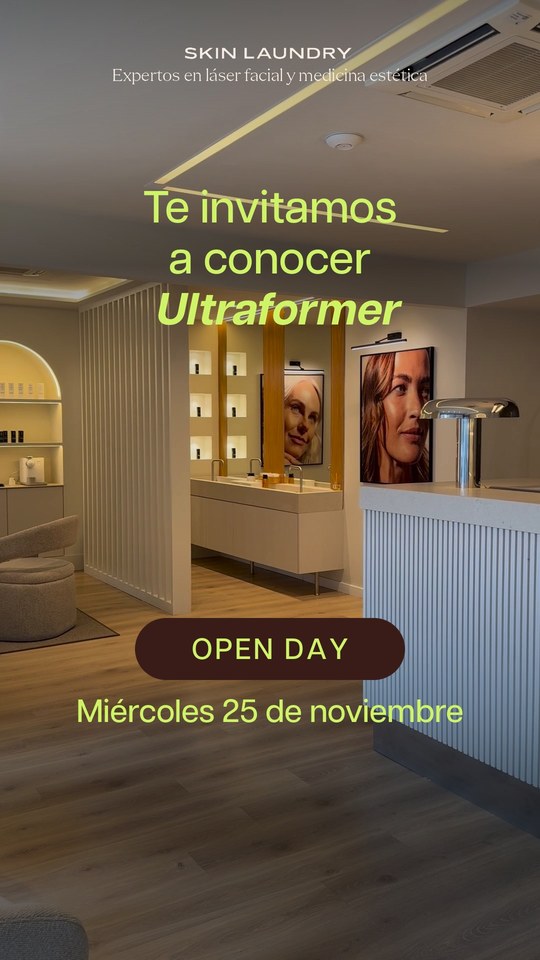 SKIN LAUNDRY
Expertos en láser facial y medicina estética
Te invitamos
a conocer
Ultraformer
OPEN DAY
Miércoles 25 de noviembre